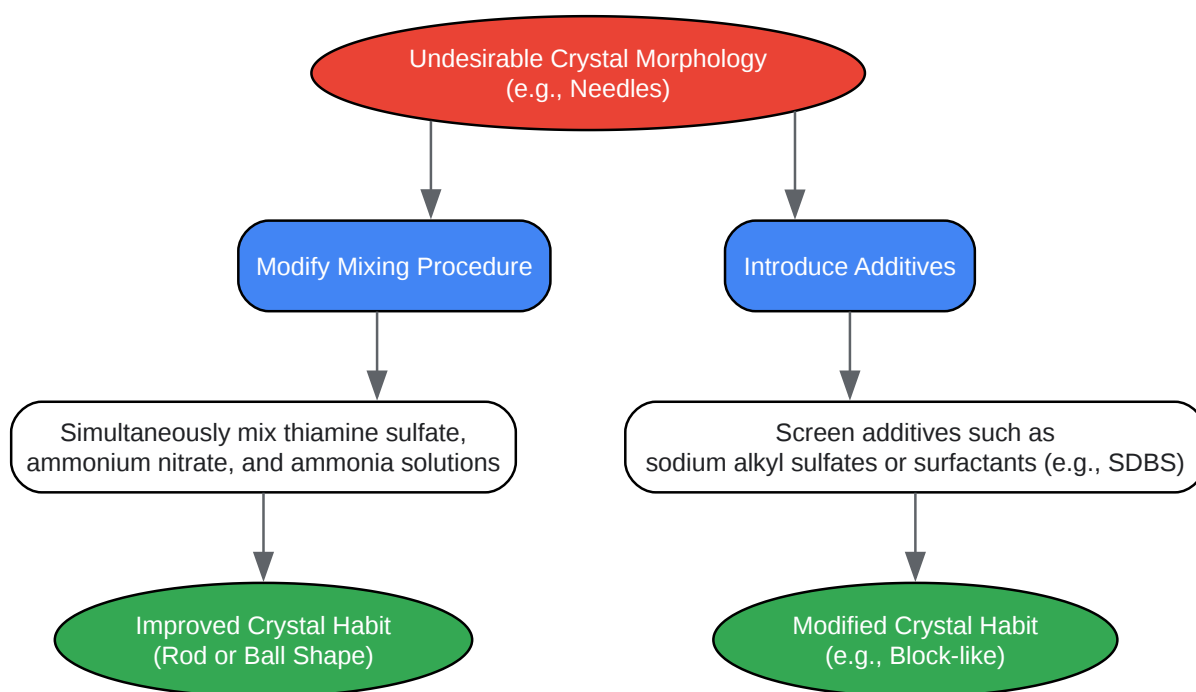 Undesirable Crystal Morphology
(e.g., Needles)
Modify Mixing Procedure
Introduce Additives
Simultaneously mix thiamine sulfate,
ammonium nitrate, and ammonia solutions
Screen additives such as
sodium alkyl sulfates or surfactants (e.g., SDBS)
Improved Crystal Habit
(Rod or Ball Shape)
Modified Crystal Habit
(e.g., Block-like)